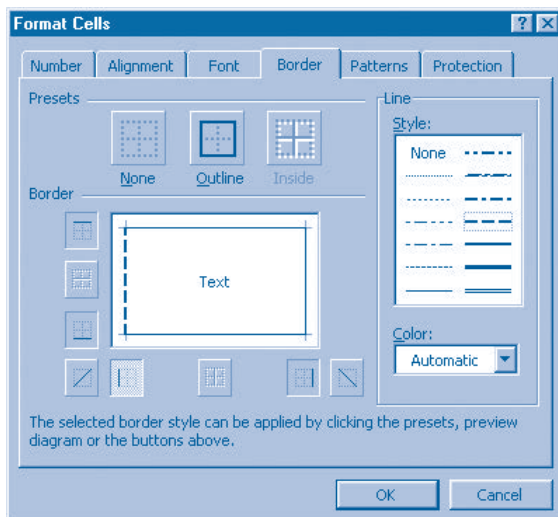 Format Cells
Number Alignment Font Border Patterns Protection
Presets
None Outline Inside
Border
Text
Line
Style:
None
Color:
Automatic
The selected border style can be applied by clicking the presets, preview
diagram or the buttons above.
OK Cancel